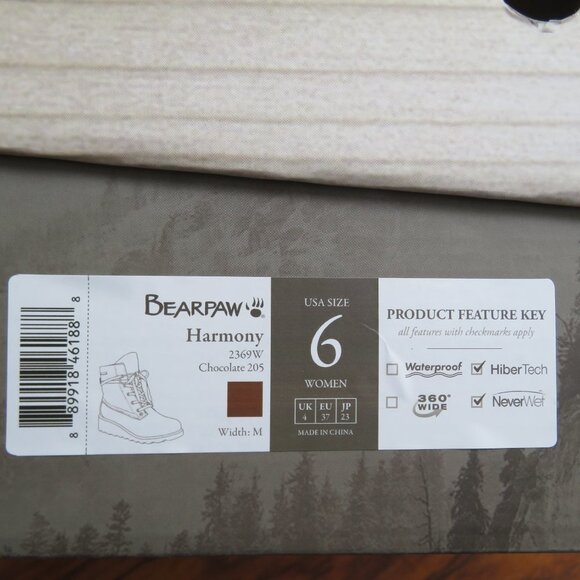 8 89918 46188 8
BEARPAW
Harmony
2369W
Chocolate 205
Width: M
USA SIZE
6
WOMEN
UK EU JP
4 37 23
MADE IN CHINA
PRODUCT FEATURE KEY
all features with checkmarks apply
Waterproof HiberTech
360° WIDE NeverWet